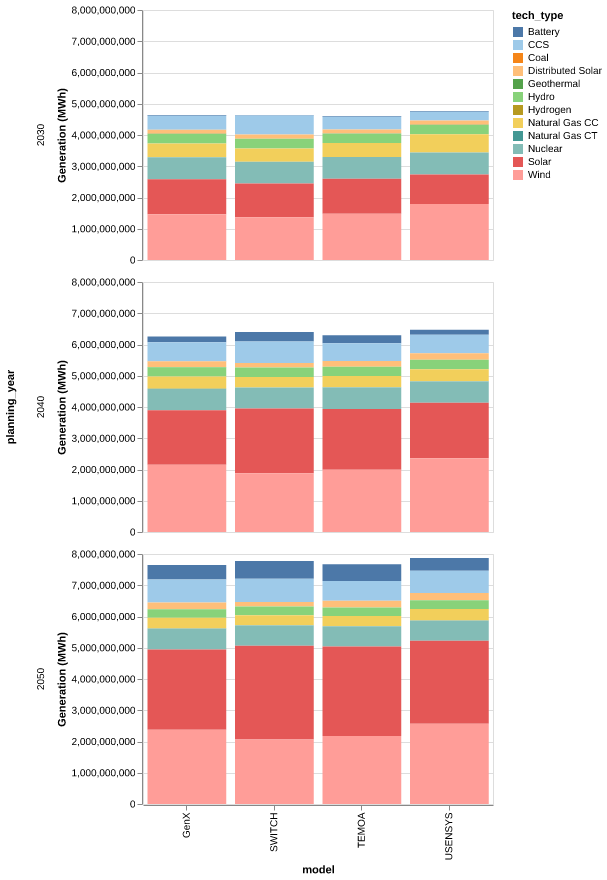 tech_type
Battery
CCS
Coal
Distributed Solar
Geothermal
Hydro
Hydrogen
Natural Gas CC
Natural Gas CT
Nuclear
Solar
Wind
planning_year
2030
Generation (MWh)
8,000,000,000
7,000,000,000
6,000,000,000
5,000,000,000
4,000,000,000
3,000,000,000
2,000,000,000
1,000,000,000
0
2040
Generation (MWh)
8,000,000,000
7,000,000,000
6,000,000,000
5,000,000,000
4,000,000,000
3,000,000,000
2,000,000,000
1,000,000,000
0
2050
Generation (MWh)
8,000,000,000
7,000,000,000
6,000,000,000
5,000,000,000
4,000,000,000
3,000,000,000
2,000,000,000
1,000,000,000
0
GenX
SWITCH
TEMOA
USENSYS
model